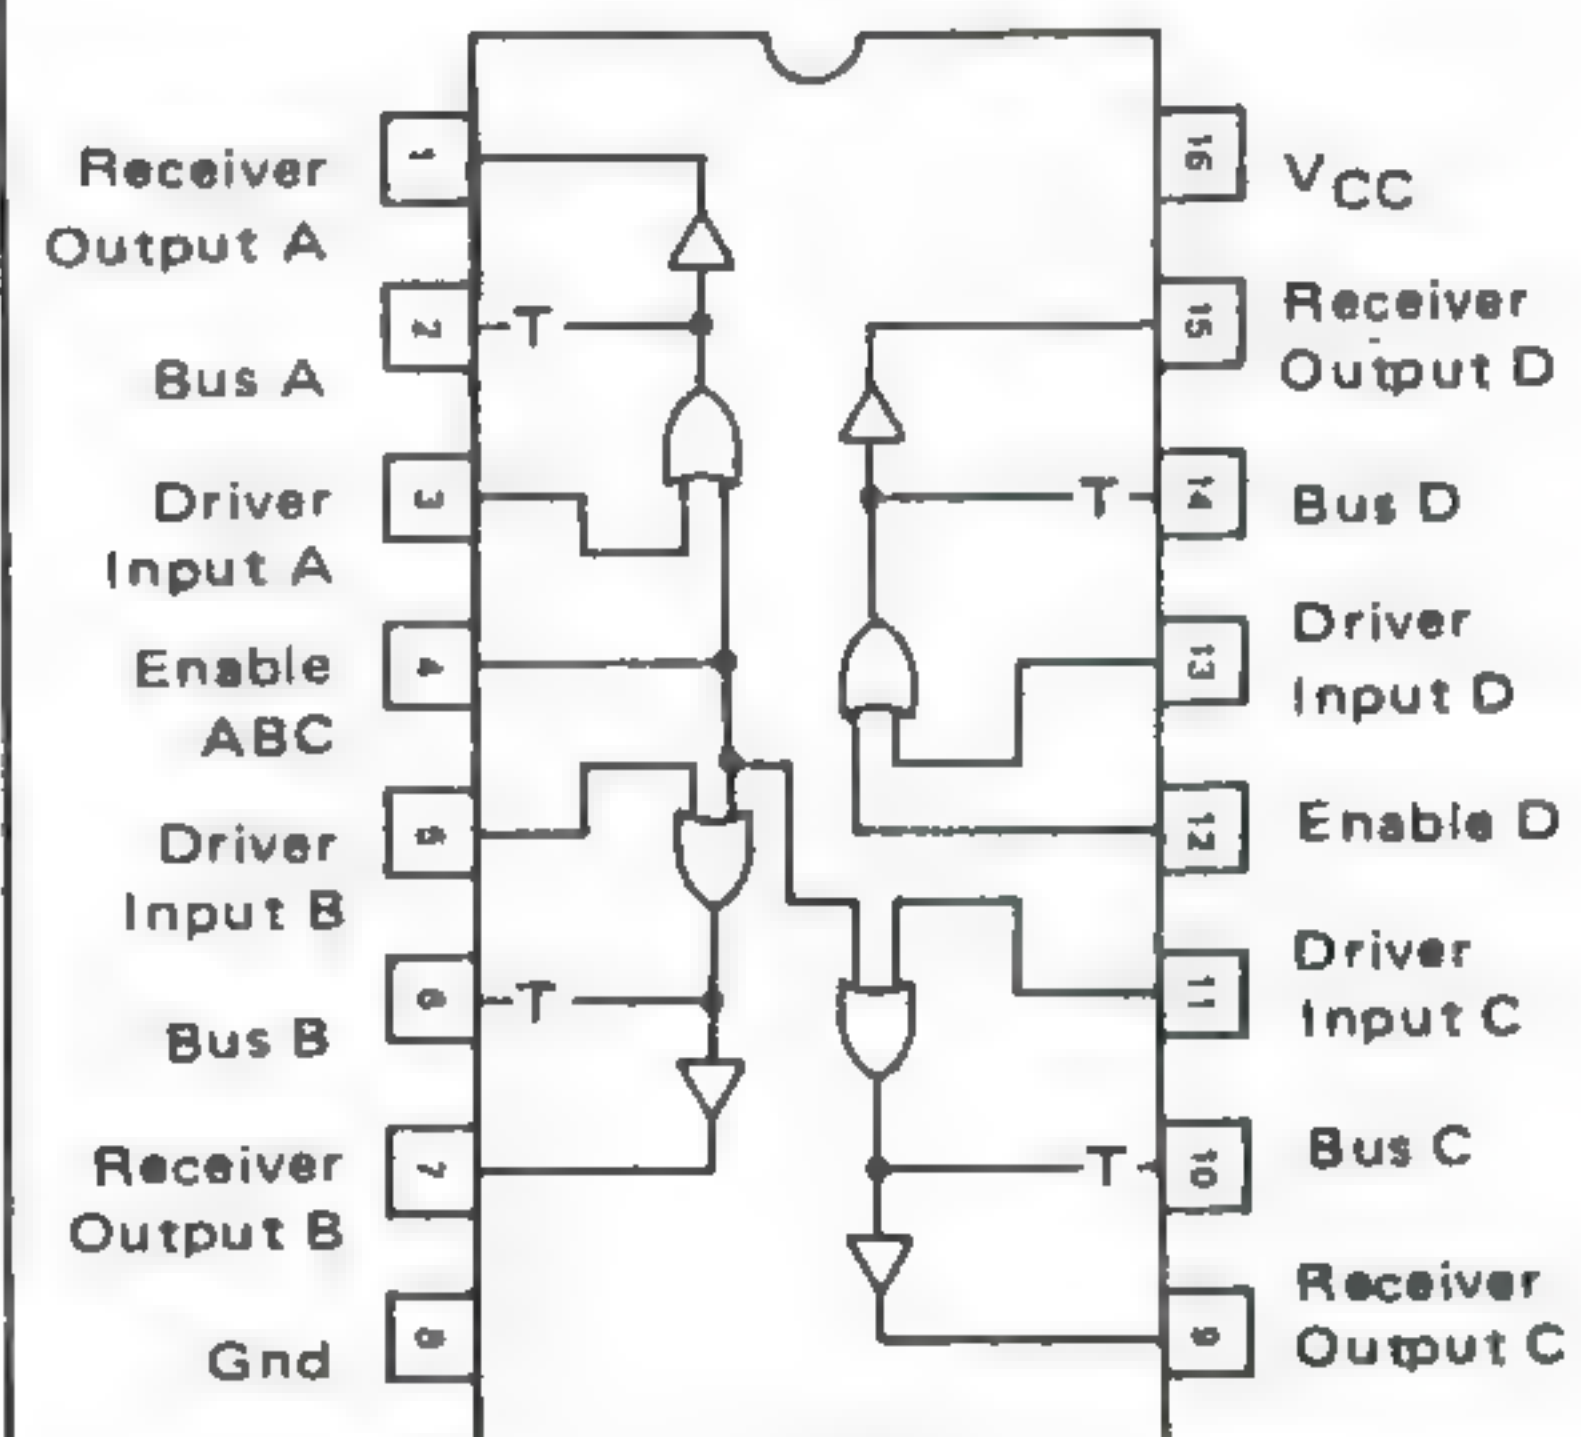 1
Receiver
Output A
2
T
Bus A
3
Driver
Input A
4
Enable
ABC
5
Driver
Input B
6
T
Bus B
7
Receiver
Output B
8
Gnd
16
VCC
15
Receiver
Output D
14
T
Bus D
13
Driver
Input D
12
Enable D
11
Driver
Input C
10
T
Bus C
9
Receiver
Output C